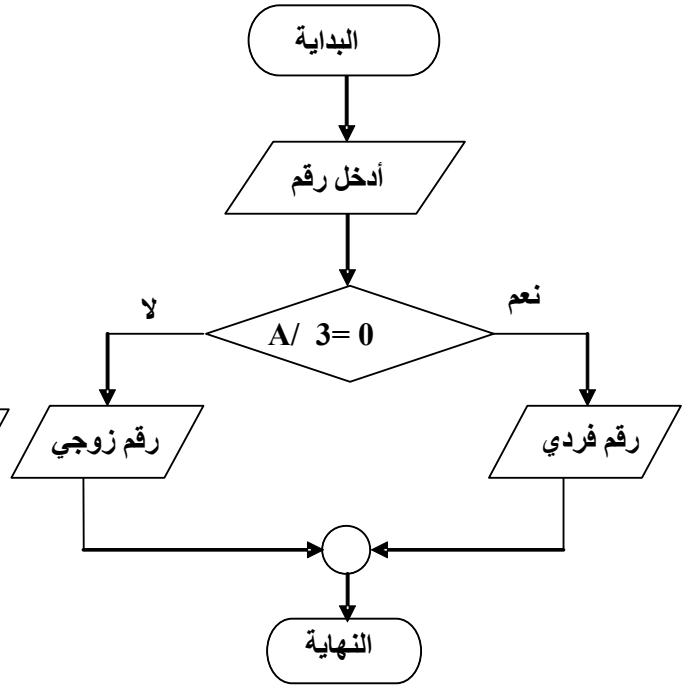 البداية
أدخل رقم
نعم
لا
A/ 3= 0
رقم فردي
رقم زوجي
النهاية